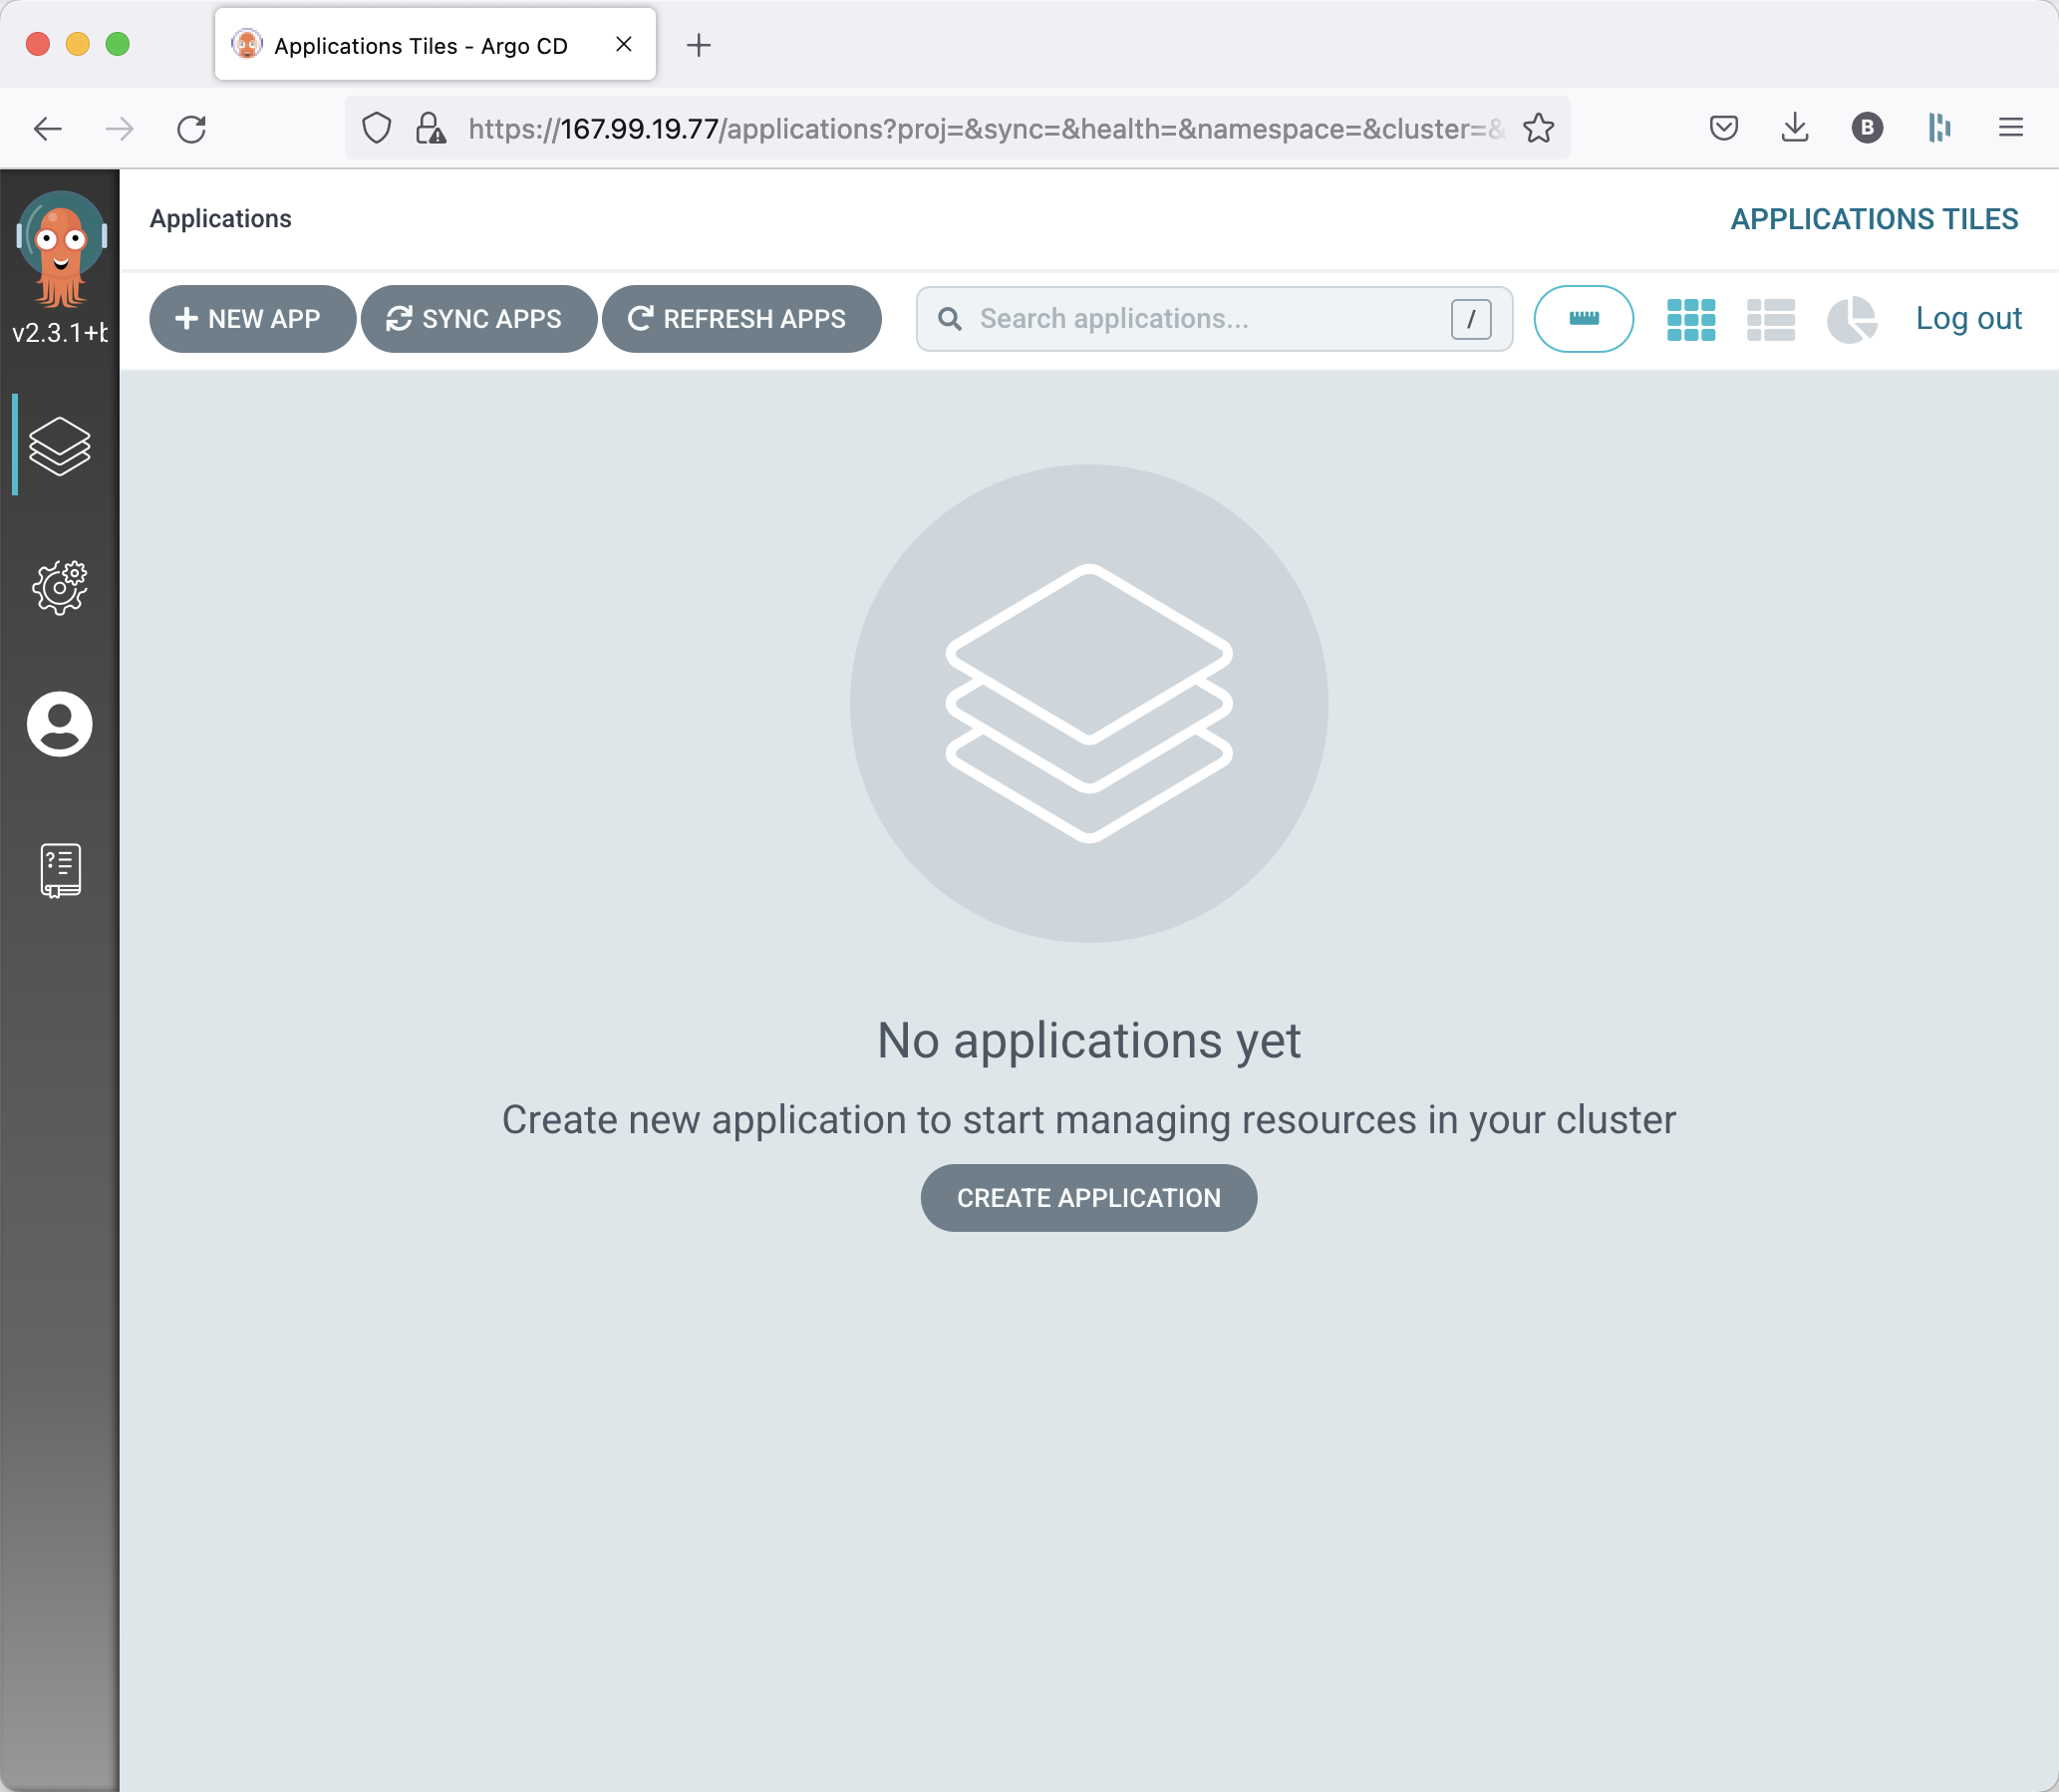 Applications Tiles - Argo CD
https://167.99.19.77/applications?proj=&sync=&health=&namespace=&cluster=&
B
v2.3.1+b
Applications
APPLICATIONS TILES
NEW APP
SYNC APPS
REFRESH APPS
Search applications...
/
Log out
No applications yet
Create new application to start managing resources in your cluster
CREATE APPLICATION